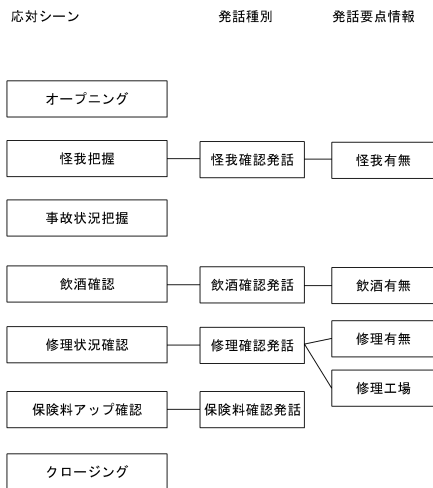 応対シーン 発話種別 発話要点情報
オープニング
怪我把握 怪我確認発話 怪我有無
事故状況把握
飲酒確認 飲酒確認発話 飲酒有無
修理状況確認 修理確認発話 修理有無
修理工場
保険料アップ確認 保険料確認発話
クロージング